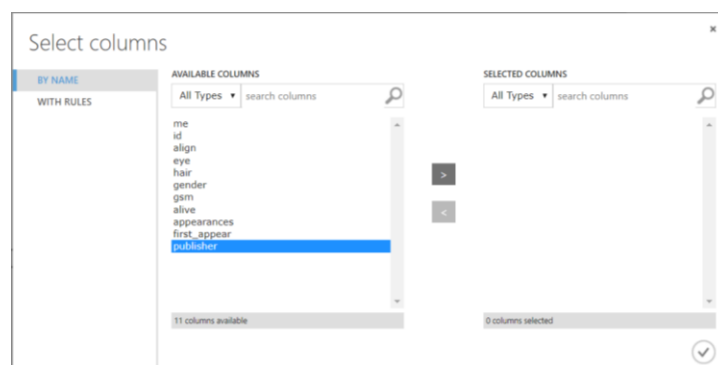 Select columns
×
BY NAME
WITH RULES
AVAILABLE COLUMNS
All Types ▼ search columns
me
id
align
eye
hair
gender
gsm
alive
appearances
first_appear
publisher
11 columns available
>
<
SELECTED COLUMNS
All Types ▼ search columns
0 columns selected